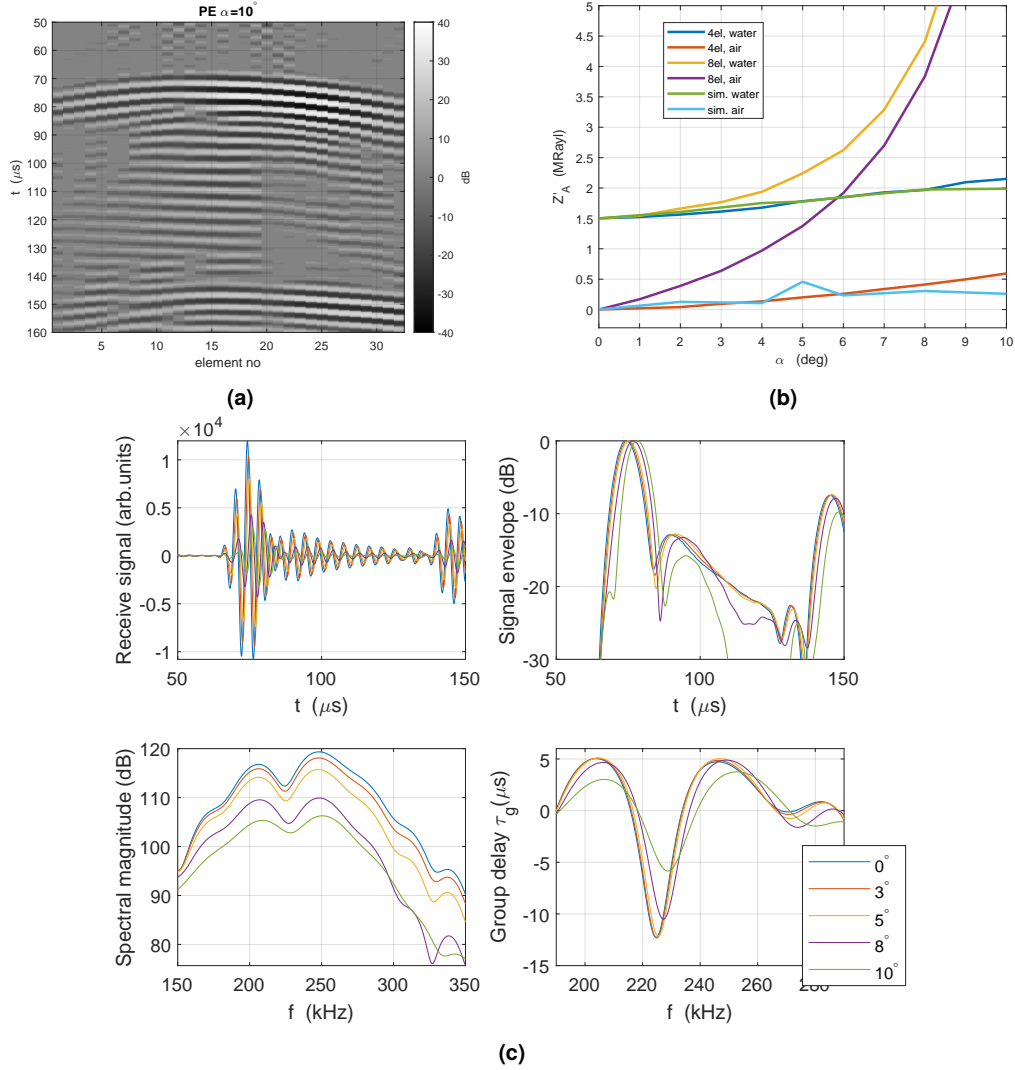 PE α=10°
50
60
70
80
90
100
110
120
130
140
150
160
t (μs)
5
10
15
20
25
30
element no
40
30
20
10
0
-10
-20
-30
-40
dB
(a)
5
4.5
4
3.5
3
2.5
2
1.5
1
0.5
0
Z'A (MRayl)
4el, water
4el, air
8el, water
8el, air
sim. water
sim. air
0 1 2 3 4 5 6 7 8 9 10
α (deg)
(b)
×10⁴
1
0.5
0
-0.5
-1
Receive signal (arb.units)
50 100 150
t (μs)
0
-10
-20
-30
Signal envelope (dB)
50 100 150
t (μs)
120
110
100
90
80
Spectral magnitude (dB)
150 200 250 300 350
f (kHz)
5
0
-5
-10
-15
Group delay τg(μs)
200 220 240 260 280
f (kHz)
0°
3°
5°
8°
10°
(c)